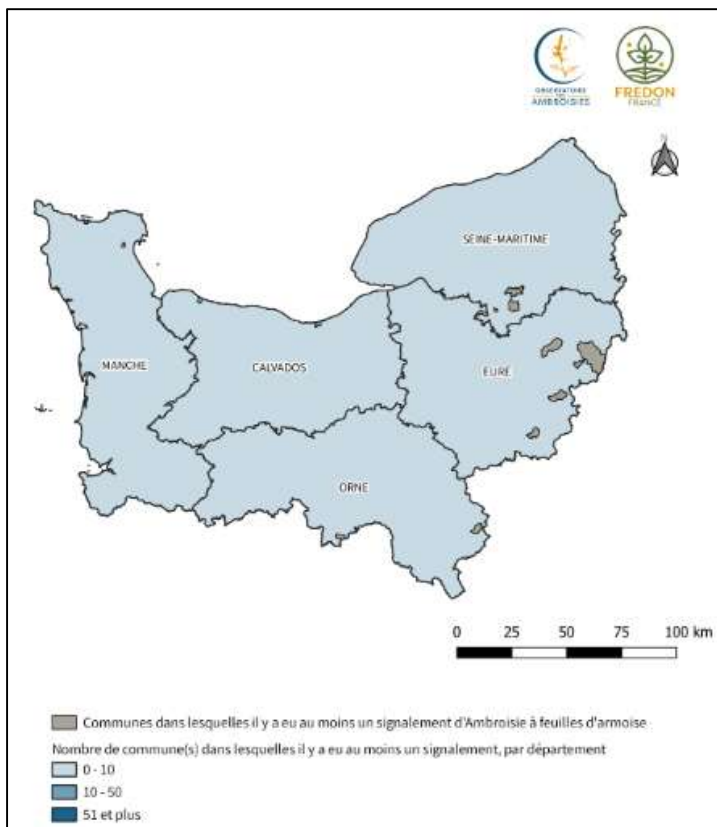 OBSERVATOIRE
DES
AMBROISIES
FREDON
FRANCE
N
SEINE-MARITIME
MANCHE
CALVADOS
EURE
ORNE
0 25 50 75 100 km
Communes dans lesquelles il y a eu au moins un signalement d'Ambroisie à feuilles d'armoise
Nombre de commune(s) dans lesquelles il y a eu au moins un signalement, par département
0 - 10
10 - 50
51 et plus